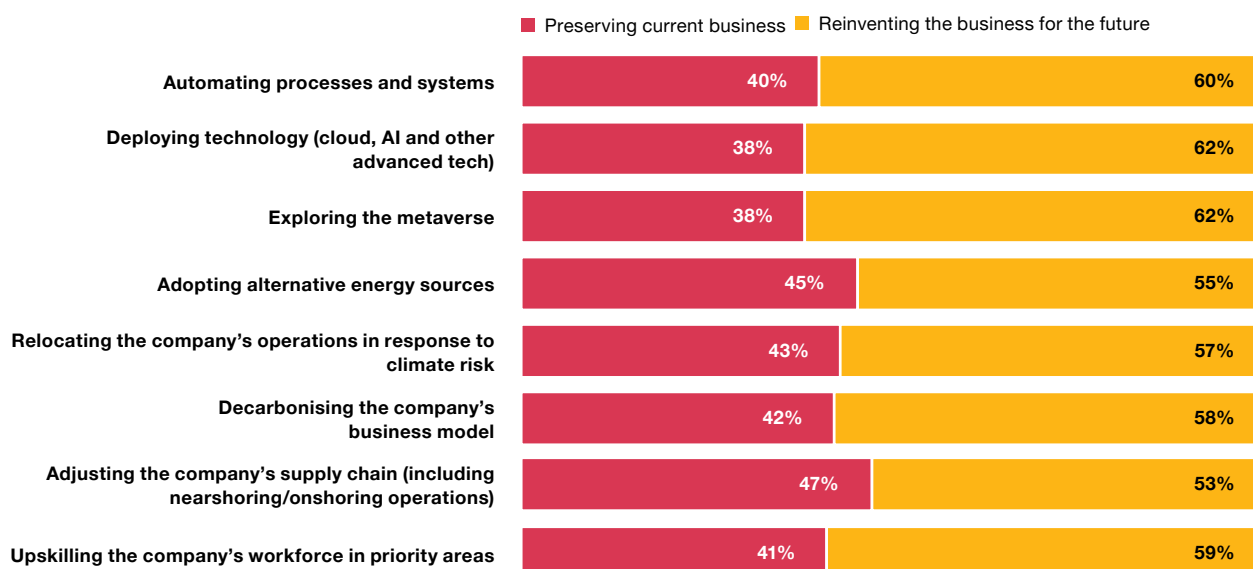 Preserving current business Reinventing the business for the future
Automating processes and systems 40% 60%
Deploying technology (cloud, AI and other
advanced tech) 38% 62%
Exploring the metaverse 38% 62%
Adopting alternative energy sources 45% 55%
Relocating the company’s operations in response to
climate risk 43% 57%
Decarbonising the company’s
business model 42% 58%
Adjusting the company’s supply chain (including
nearshoring/onshoring operations) 47% 53%
Upskilling the company’s workforce in priority areas 41% 59%